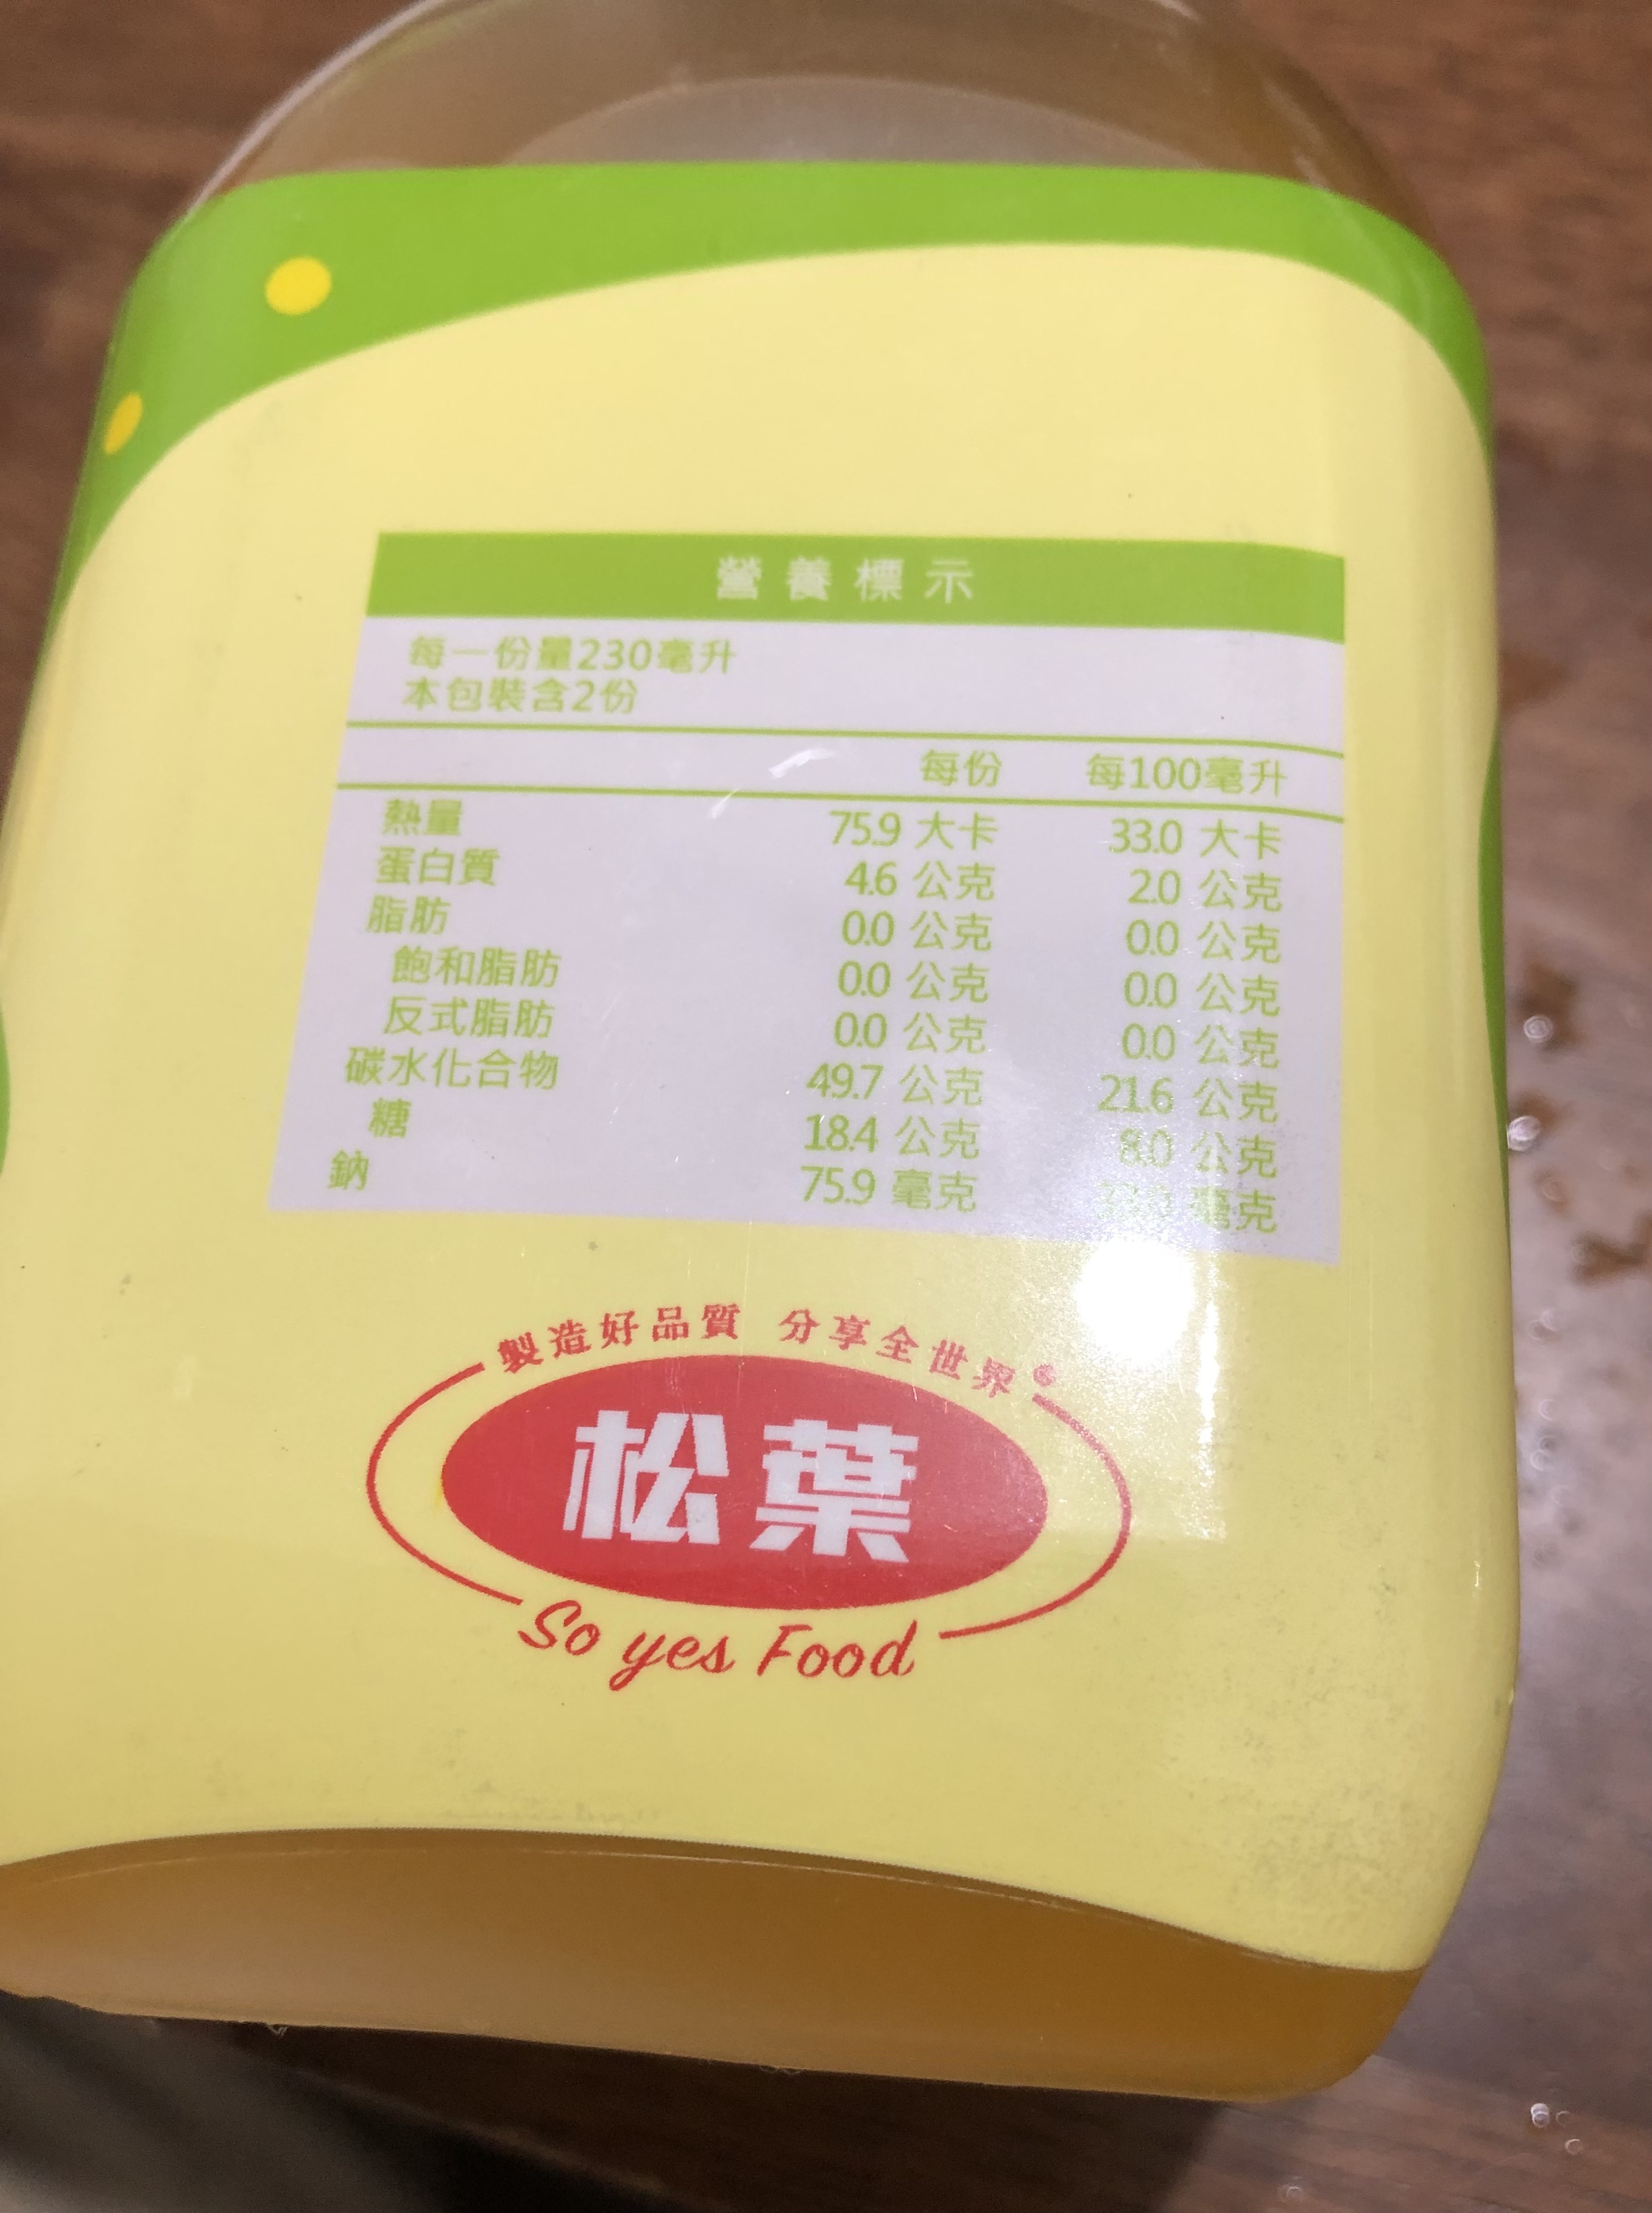 營養標示
每一份量230毫升
本包裝含2份
每份 每100毫升
熱量 75.9 大卡 33.0 大卡
蛋白質 4.6 公克 2.0 公克
脂肪 0.0 公克 0.0 公克
飽和脂肪 0.0 公克 0.0 公克
反式脂肪 0.0 公克 0.0 公克
碳水化合物 49.7 公克 21.6 公克
糖 18.4 公克 8.0 公克
鈉 75.9 毫克 33.0 毫克
製造好品質 分享全世界
松葉
So yes Food